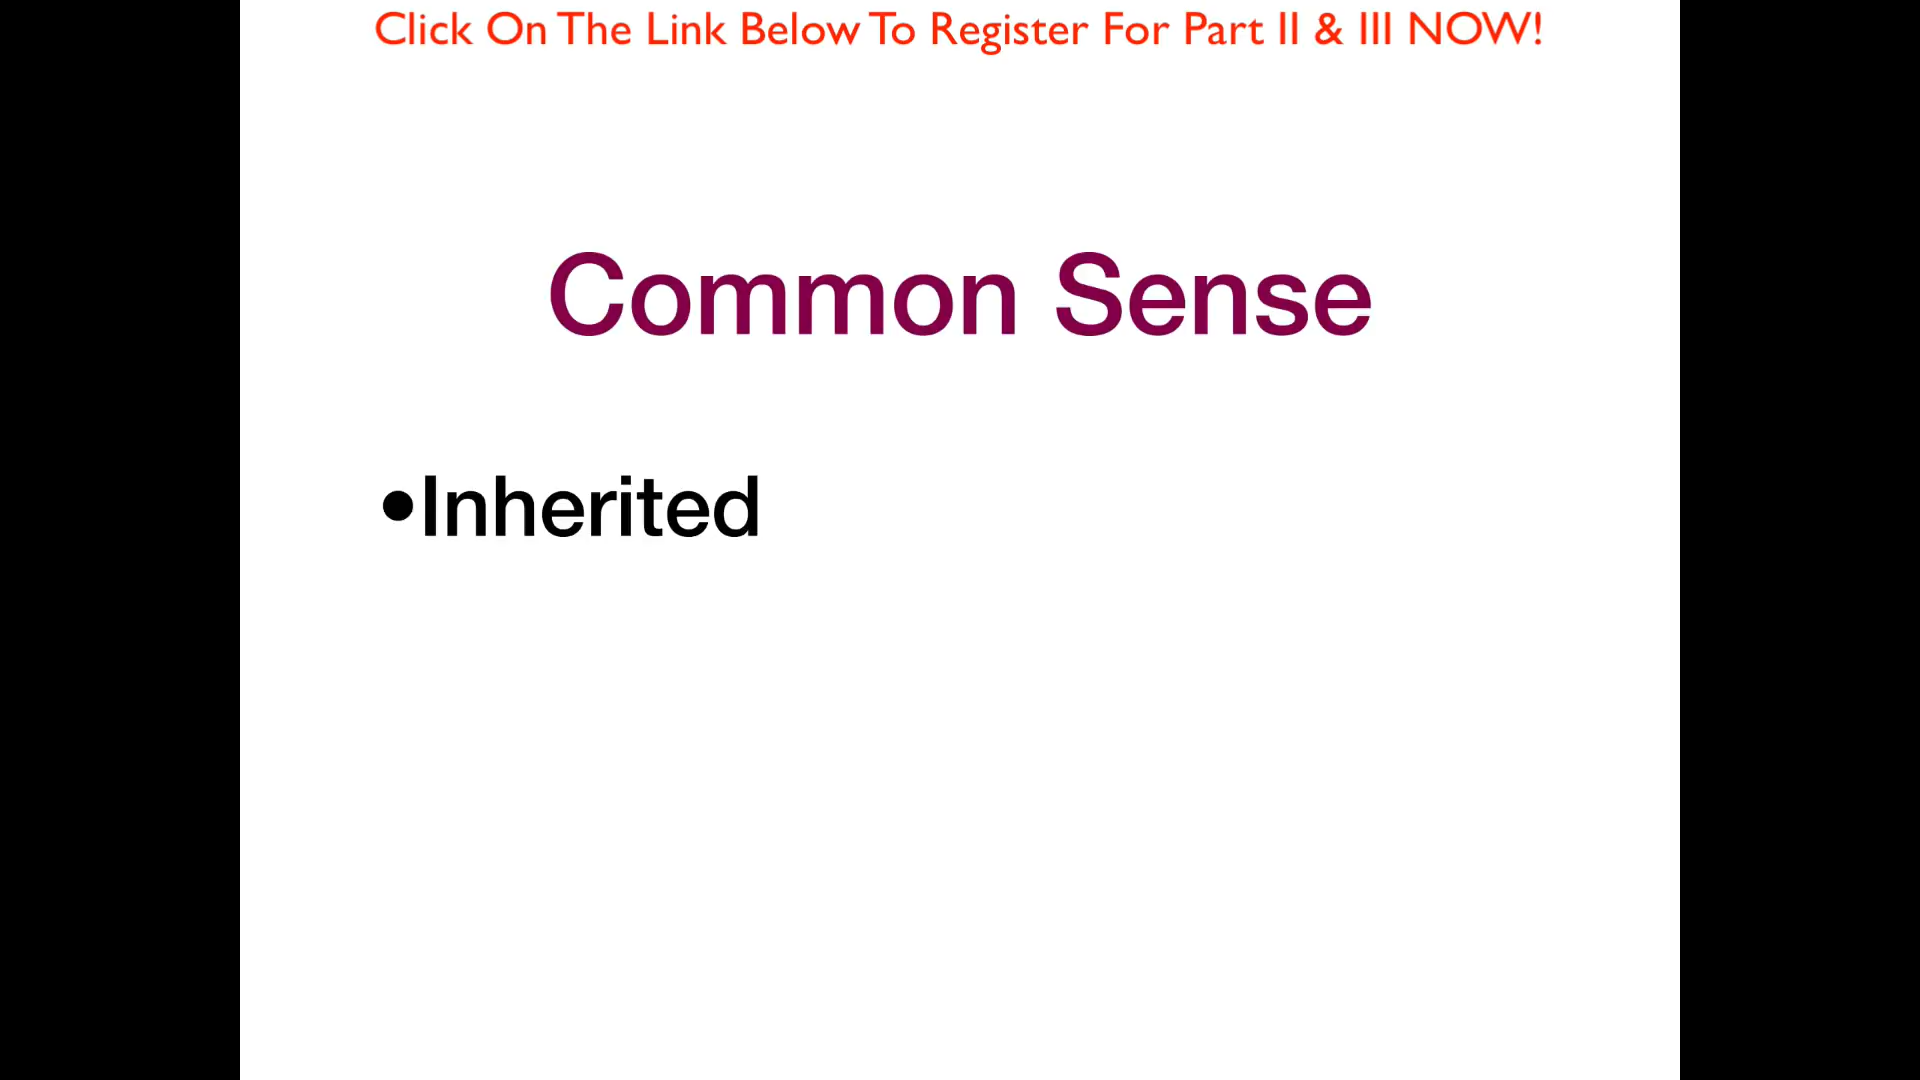 Click On The Link Below To Register For Part II & III NOW!
Common Sense
•Inherited